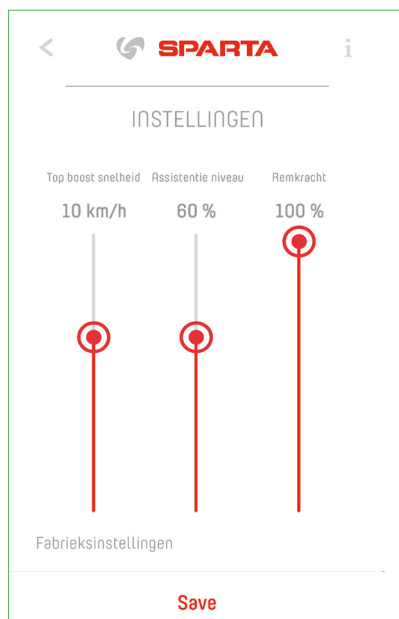 <
SPARTA
i
INSTELLINGEN
Top boost snelheid Assistentie niveau Remkracht
10 km/h 60 % 100 %
Fabrieksinstellingen
Save